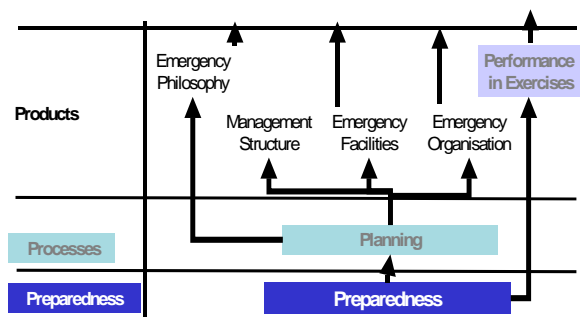 Emergency
Philosophy
Performance
in Exercises
Products
Management
Structure
Emergency
Facilities
Emergency
Organisation
Processes
Planning
Preparedness
Preparedness